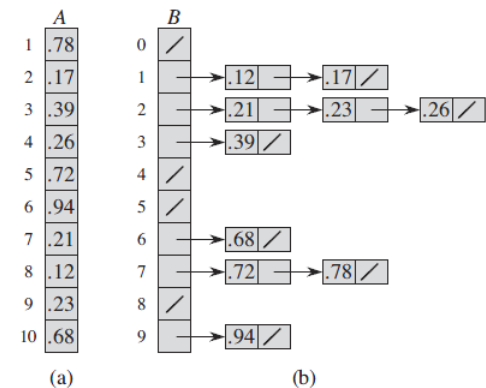 A B
1 .78 0
2 .17 1 .12 .17
3 .39 2 .21 .23 .26
4 .26 3 .39
5 .72 4
6 .94 5
7 .21 6 .68
8 .12 7 .72 .78
9 .23 8
10 .68 9 .94
(a) (b)